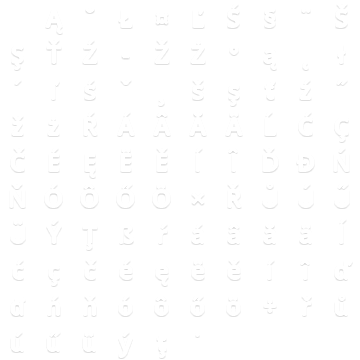 Ą ˘ Ł ¤ Ľ Ś § ¨ Š
Ş Ť Ź - Ž Ż ° ą ˛ ł
´ ľ ś ˇ ¸ š ş ť ź ˝
ž ż Ŕ Á Â Ă Ä Ĺ Ć Ç
Č É Ę Ë Ě Í Î Ď Đ Ń
Ň Ó Ô Ő Ö × Ř Ů Ú Ű
Ü Ý Ţ ß ŕ á â ă ä ĺ
ć ç č é ę ë ě í î ď
đ ń ň ó ô ő ö ÷ ř ů
ú ű ü ý ţ ˙